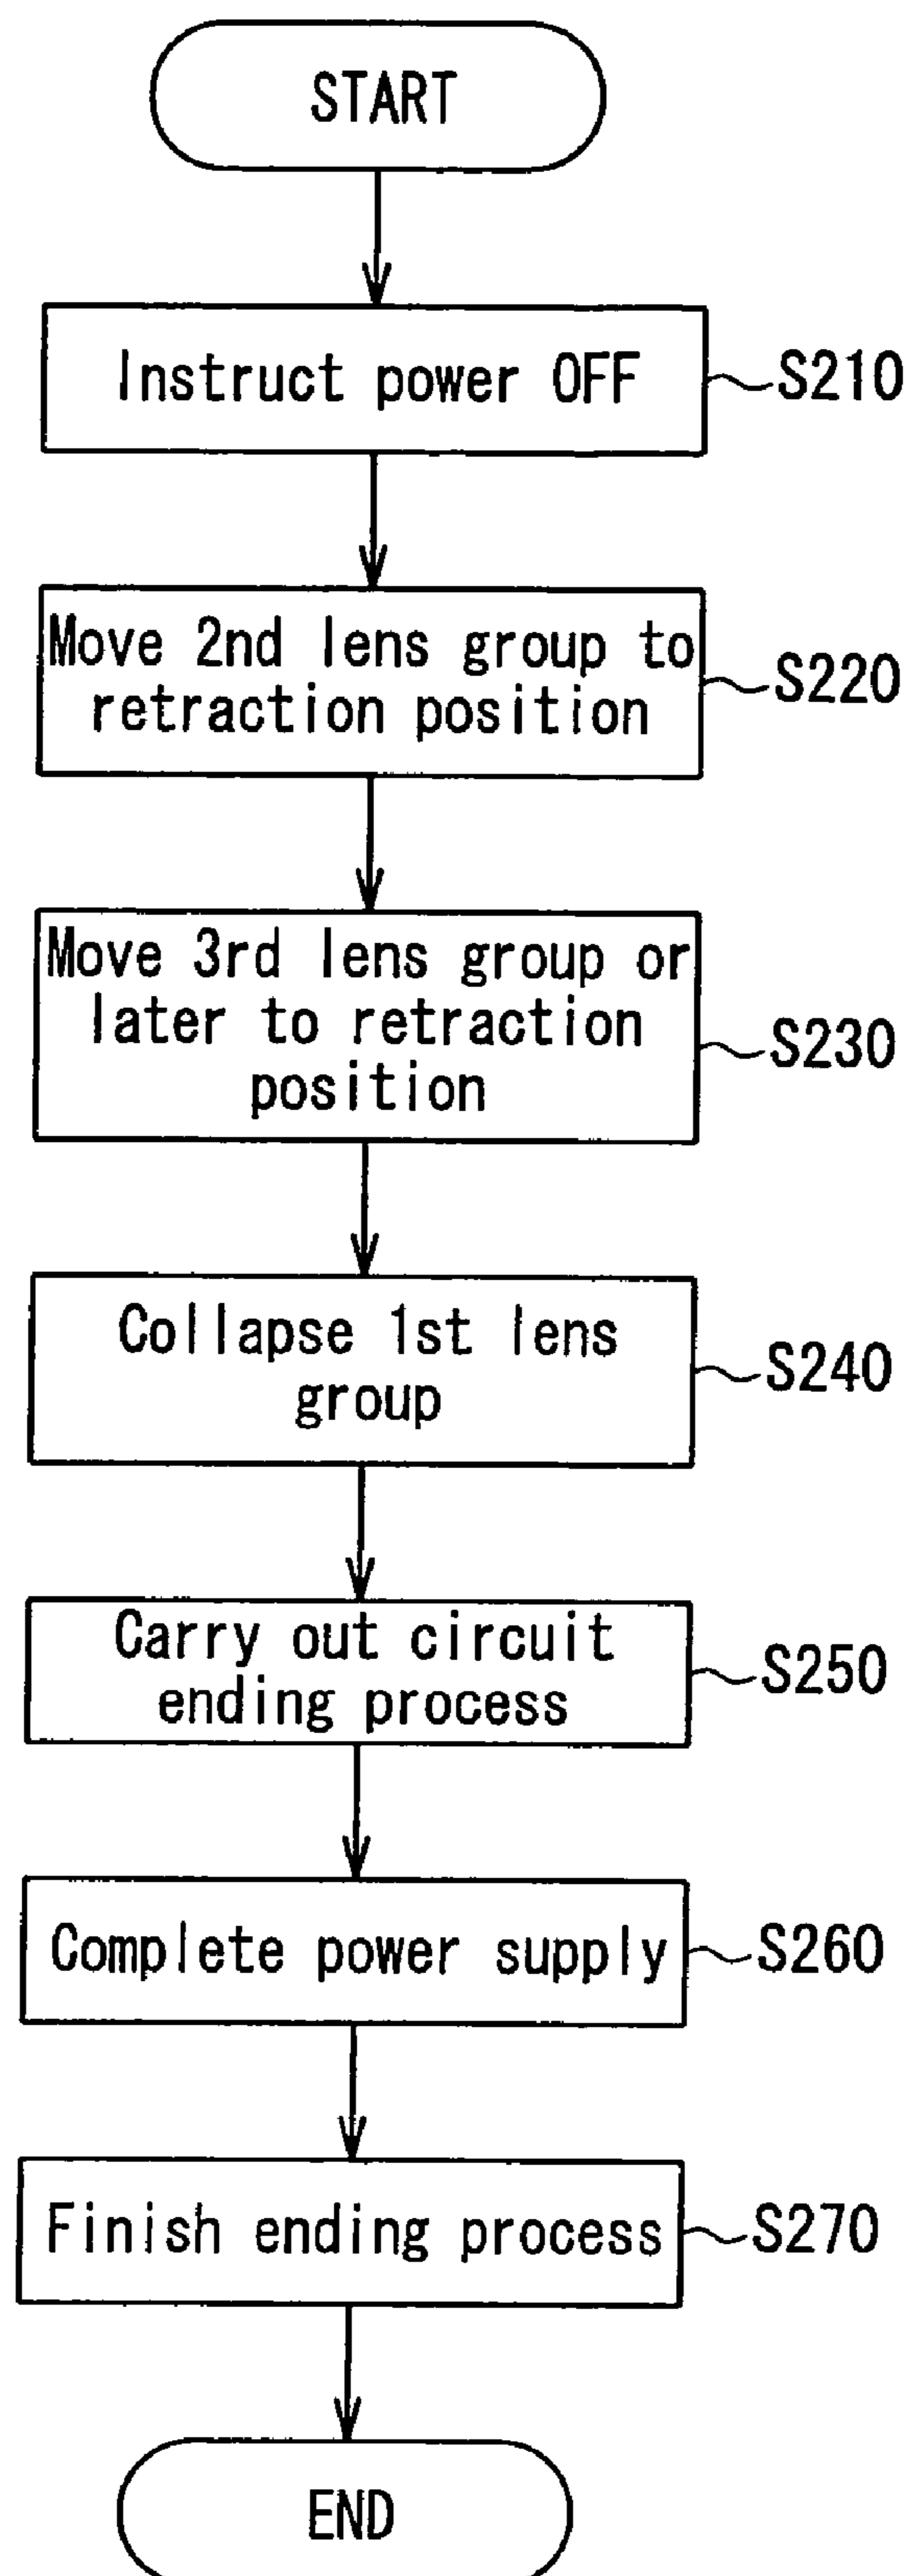 START
Instruct power OFF
S210
Move 2nd lens group to
retraction position
S220
Move 3rd lens group or
later to retraction
position
S230
Collapse 1st lens
group
S240
Carry out circuit
ending process
S250
Complete power supply
S260
Finish ending process
S270
END